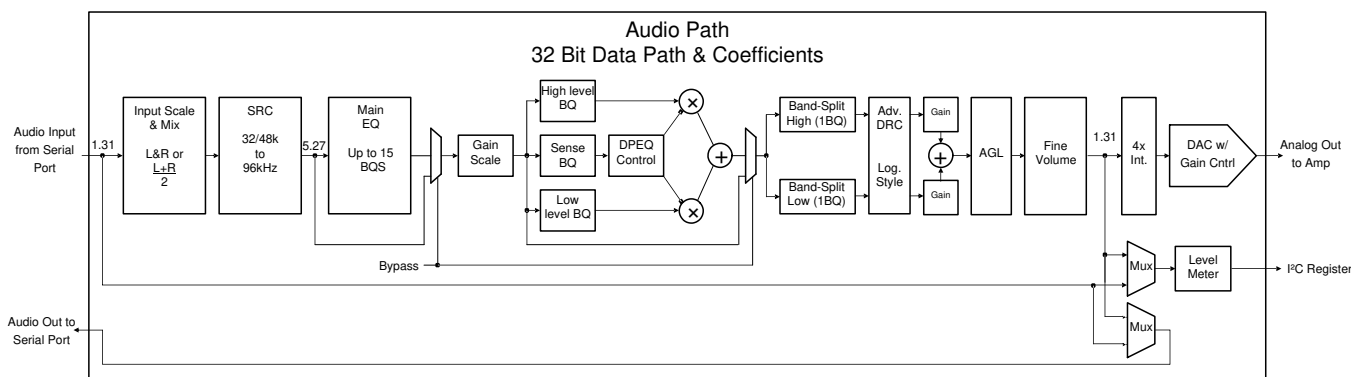 Audio Path
32 Bit Data Path & Coefficients
Audio Input
from Serial
Port
1.31
Input Scale
& Mix
L&R or
L+R
2
SRC
32/48k
to
96kHz
5.27
Main
EQ
Up to 15
BQS
Gain
Scale
High level
BQ
Sense
BQ
Low
level BQ
DPEQ
Control
×
×
+
Band-Split
High (1BQ)
Band-Split
Low (1BQ)
Adv.
DRC
Log.
Style
Gain
+
Gain
AGL
Fine
Volume
1.31
4x
Int.
DAC w/
Gain Cntrl
Analog Out
to Amp
Bypass
Mux
Level
Meter
I²C Register
Mux
Audio Out to
Serial Port